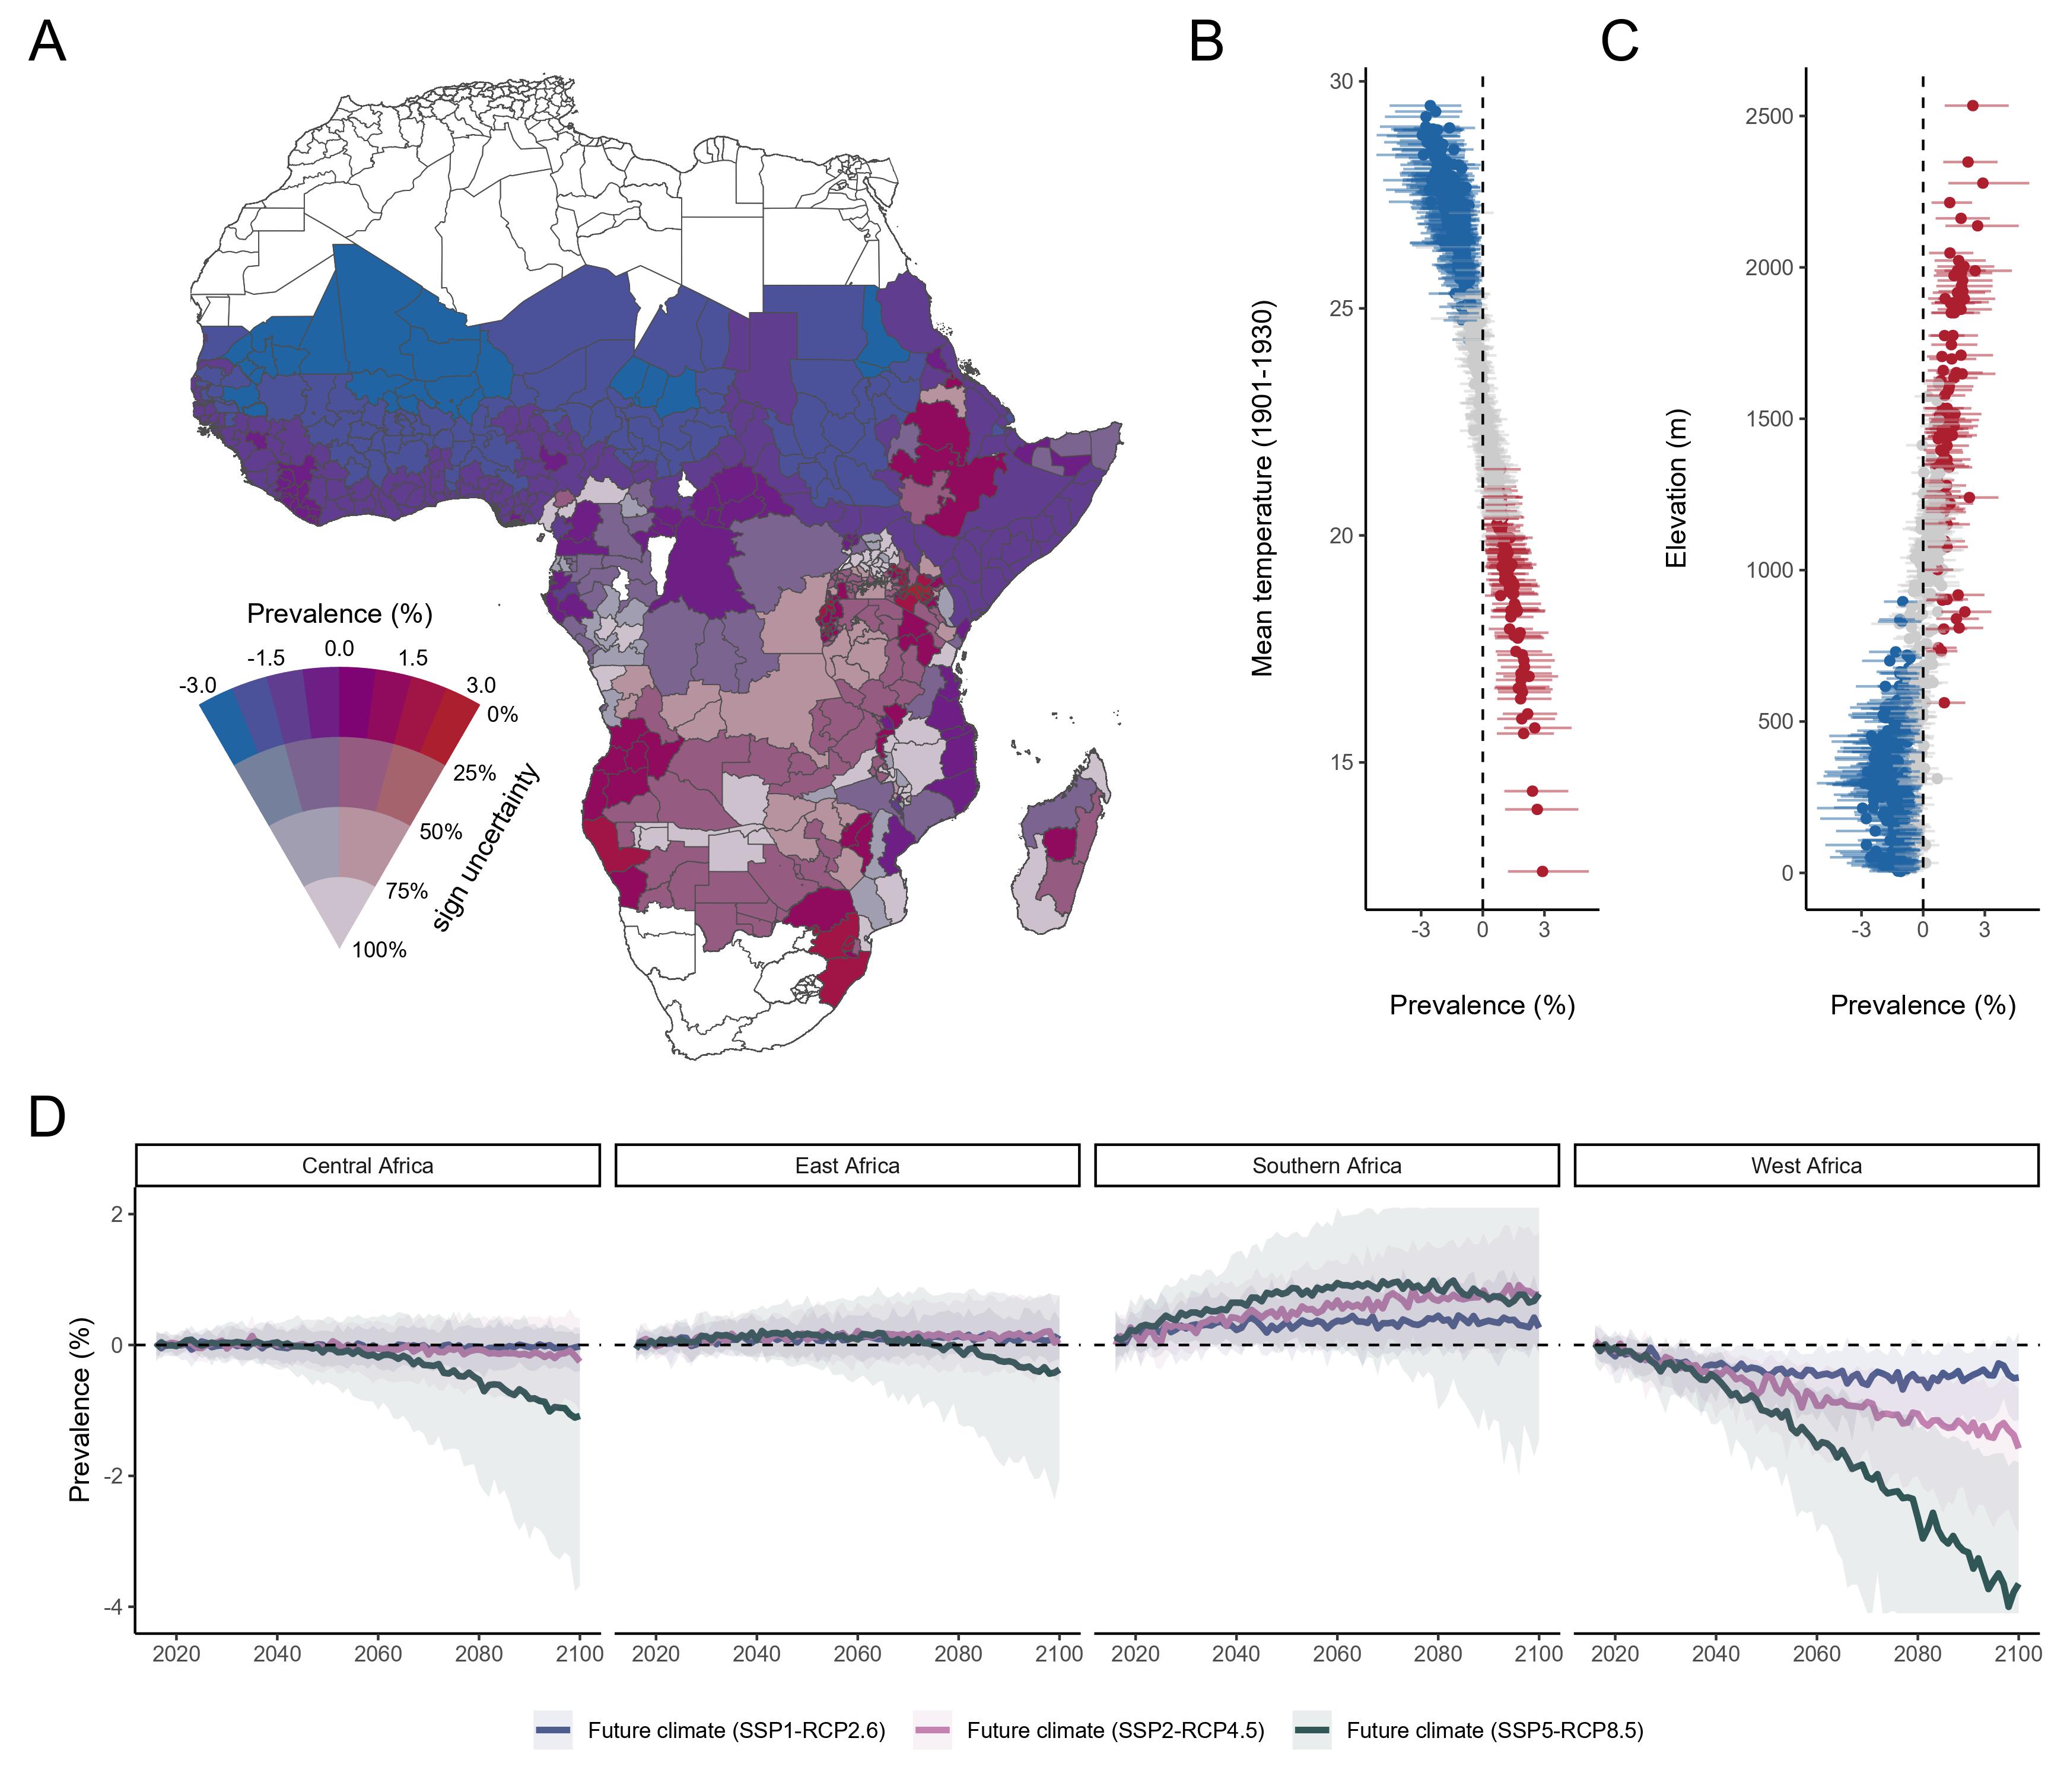 A
B
C
Prevalence (%)
-3.0
-1.5
0.0
1.5
3.0
0%
25%
50%
75%
100%
sign uncertainty
Mean temperature (1901-1930)
30
25
20
15
-3
0
3
Prevalence (%)
Elevation (m)
2500
2000
1500
1000
500
0
-3
0
3
Prevalence (%)
D
Central Africa
East Africa
Southern Africa
West Africa
Prevalence (%)
2
0
-2
-4
2020 2040 2060 2080 2100
2020 2040 2060 2080 2100
2020 2040 2060 2080 2100
2020 2040 2060 2080 2100
Future climate (SSP1-RCP2.6)
Future climate (SSP2-RCP4.5)
Future climate (SSP5-RCP8.5)